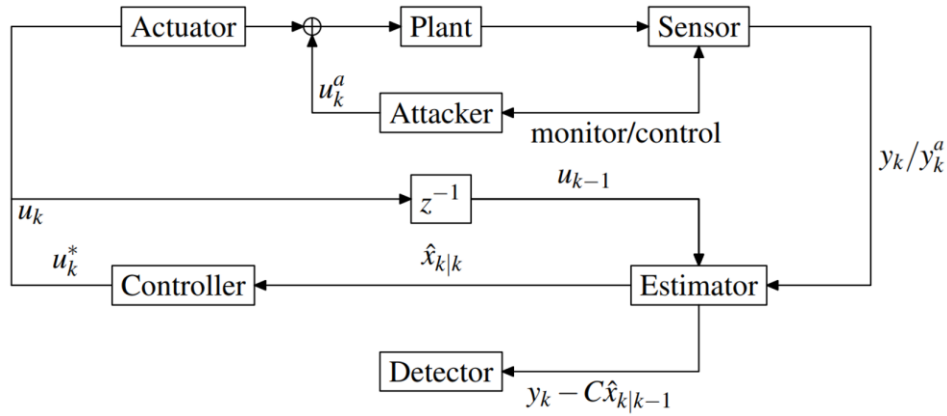 Actuator
Plant
Sensor
u_k^a
Attacker
monitor/control
y_k/y_k^a
u_k
z^{-1}
u_{k-1}
u_k^*
Controller
\hat{x}_{k|k}
Estimator
Detector
y_k - C\hat{x}_{k|k-1}